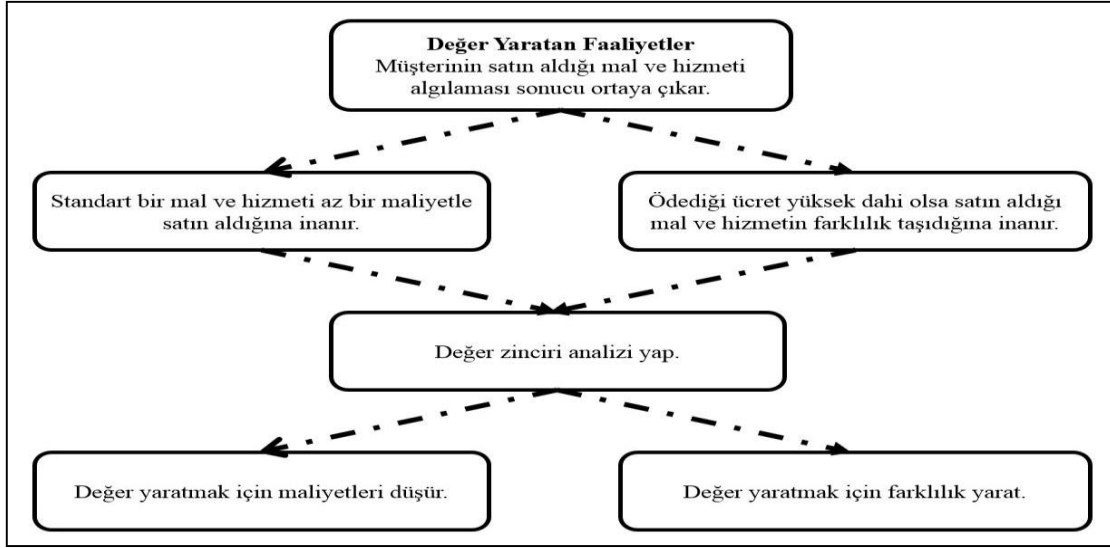 Değer Yaratan Faaliyetler
Müşterinin satın aldığı mal ve hizmeti
algılaması sonucu ortaya çıkar.
Standart bir mal ve hizmeti az bir maliyetle
satın aldığına inanır.
Ödediği ücret yüksek dahi olsa satın aldığı
mal ve hizmetin farklılık taşıdığına inanır.
Değer zinciri analizi yap.
Değer yaratmak için maliyetleri düşür.
Değer yaratmak için farklılık yarat.